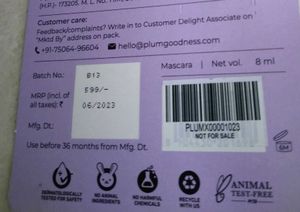 H.P.)- 173205. M. L. No.
Customer care:
Feedback/complaints? Write in to Customer Delight Associate on
"Mktd By" address on pack.
+91-75064-96604 hello@plumgoodness.com
Mascara | Net vol. 8 ml
Batch No: B13
MRP (incl. of 599/-
all taxes): ₹
06/2023
Mfg. Dt.
PLUMX00001023
NOT FOR SALE
Use before 36 months from Mfg. Dt.
6M
DERMATOLOGICALLY
TESTED FOR SAFETY
NO ANIMAL
INGREDIENTS
NO HARMFUL
CHEMICALS
RECYCLE
WITH US
ANIMAL
TEST-FREE